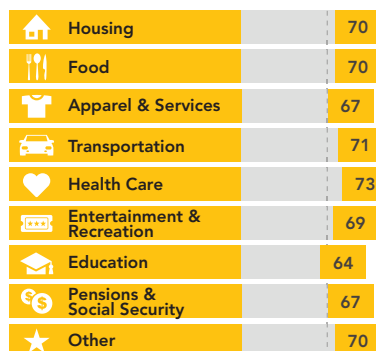 Housing 70
Food 70
Apparel & Services 67
Transportation 71
Health Care 73
Entertainment &
Recreation 69
Education 64
Pensions &
Social Security 67
Other 70